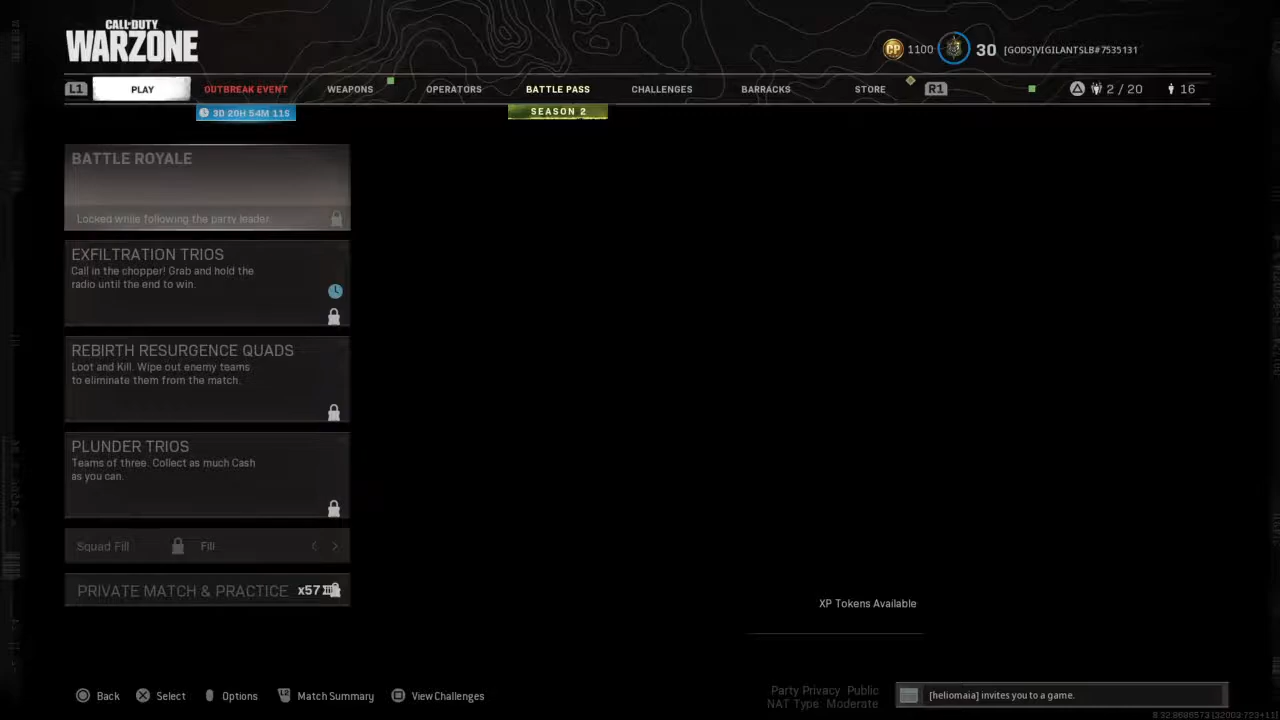 CALL·DUTY
WARZONE
CP 1100 30 [GODS]VIGILANTSLB#7535131
L1 PLAY OUTBREAK EVENT WEAPONS OPERATORS BATTLE PASS CHALLENGES BARRACKS STORE R1 2 / 20 16
3D 20H 54M 11S SEASON 2
BATTLE ROYALE
Locked while following the party leader.
EXFILTRATION TRIOS
Call in the chopper! Grab and hold the
radio until the end to win.
REBIRTH RESURGENCE QUADS
Loot and Kill. Wipe out enemy teams
to eliminate them from the match.
PLUNDER TRIOS
Teams of three. Collect as much Cash
as you can.
Squad Fill Fill
PRIVATE MATCH & PRACTICE x57
XP Tokens Available
Back Select Options L2 Match Summary View Challenges
Party Privacy Public
NAT Type Moderate
[heliomaia] invites you to a game.